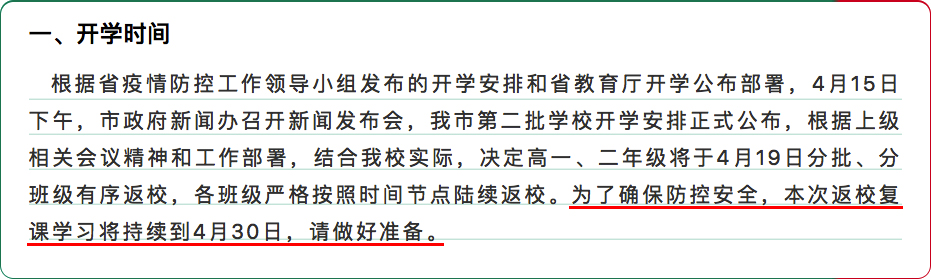 一、开学时间
根据省疫情防控工作领导小组发布的开学安排和省教育厅开学公布部署，4月15日
下午，市政府新闻办召开新闻发布会，我市第二批学校开学安排正式公布，根据上级
相关会议精神和工作部署，结合我校实际，决定高一、二年级将于4月19日分批、分
班级有序返校，各班级严格按照时间节点陆续返校。为了确保防控安全，本次返校复
课学习将持续到4月30日，请做好准备。